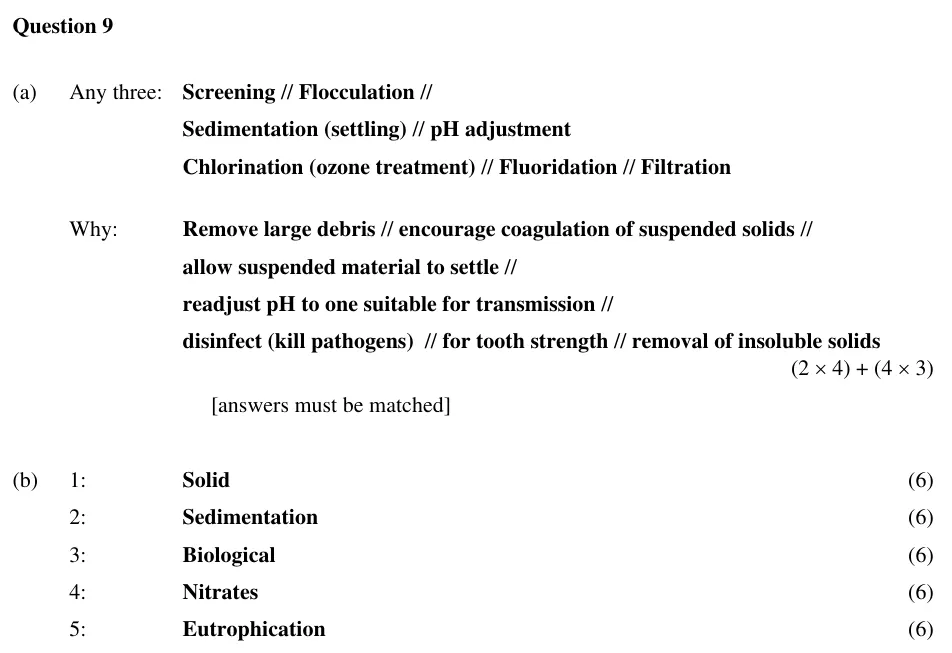 Question 9
(a) Any three: Screening // Flocculation //
Sedimentation (settling) // pH adjustment
Chlorination (ozone treatment) // Fluoridation // Filtration
Why: Remove large debris // encourage coagulation of suspended solids //
allow suspended material to settle //
readjust pH to one suitable for transmission //
disinfect (kill pathogens) // for tooth strength // removal of insoluble solids
(2 × 4) + (4 × 3)
[answers must be matched]
(b) 1: Solid (6)
2: Sedimentation (6)
3: Biological (6)
4: Nitrates (6)
5: Eutrophication (6)